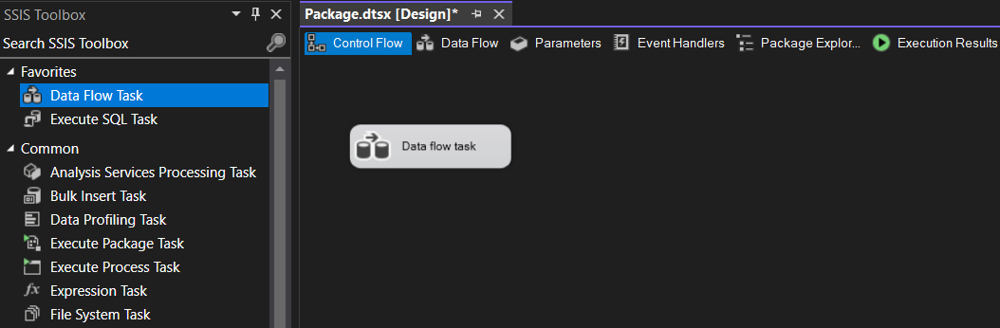 SSIS Toolbox
Search SSIS Toolbox
Favorites
Data Flow Task
Execute SQL Task
Common
Analysis Services Processing Task
Bulk Insert Task
Data Profiling Task
Execute Package Task
Execute Process Task
Expression Task
File System Task
Package.dtsx [Design]*
Control Flow Data Flow Parameters Event Handlers Package Explor... Execution Results
Data flow task